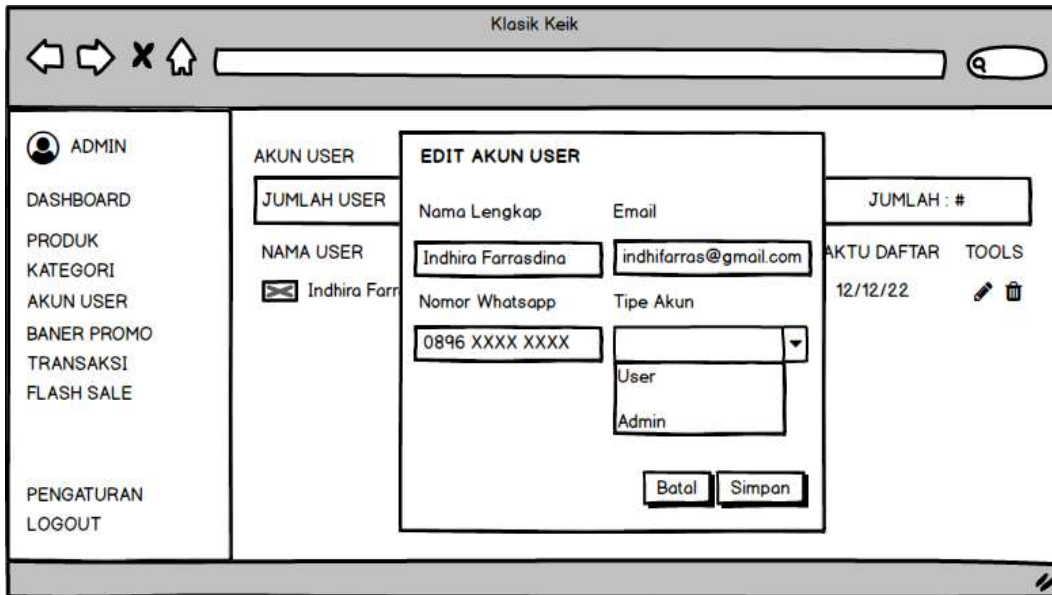 Klasik Keik
ADMIN
DASHBOARD
PRODUK
KATEGORI
AKUN USER
BANER PROMO
TRANSAKSI
FLASH SALE
PENGATURAN
LOGOUT
AKUN USER
JUMLAH USER
JUMLAH : #
NAMA USER
AKTU DAFTAR
TOOLS
Indhira Farr
12/12/22
EDIT AKUN USER
Nama Lengkap
Email
Indhira Farrasdina
indhifarras@gmail.com
Nomor Whatsapp
Tipe Akun
0896 XXXX XXXX
User
Admin
Batal
Simpan